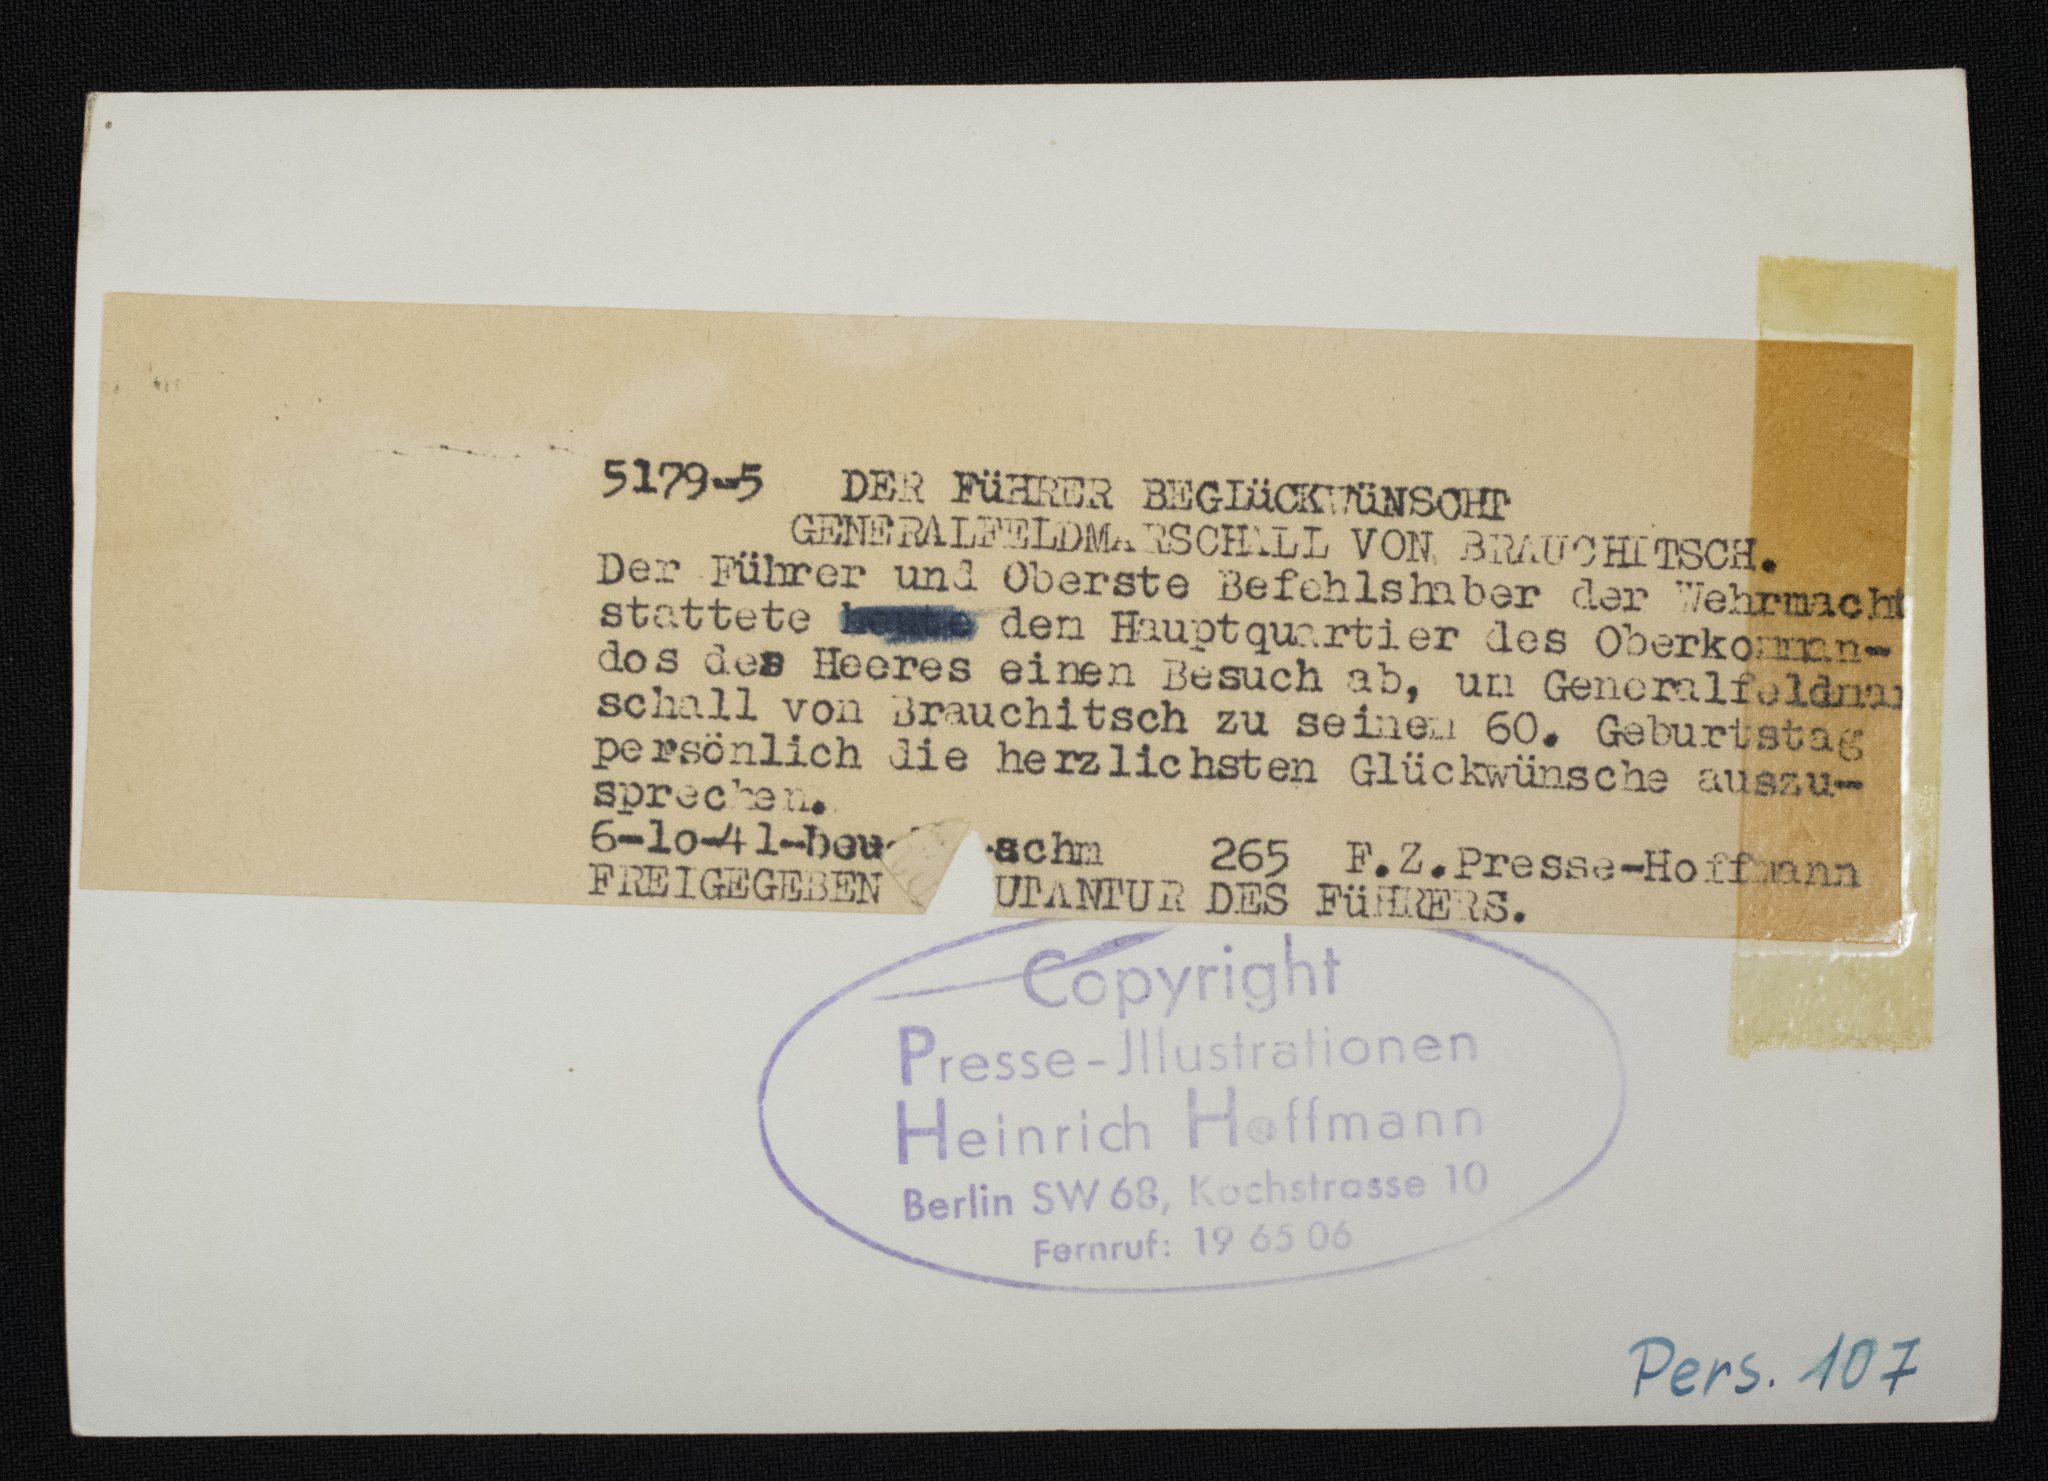 5179-5 DER FÜHRER BEGLÜCKWÜNSCHT
GENERALFELDMARSCHALL VON BRAUCHITSCH.
Der Führer und Oberste Befehlshaber der Wehrmacht
stattete heute dem Hauptquartier des Oberkomman-
dos des Heeres einen Besuch ab, um Generalfeldmar
schall von Brauchitsch zu seinem 60. Geburtstag
persönlich die herzlichsten Glückwünsche auszu-
sprechen.
6-lo-41- schm 265 F.Z.Presse-Hoffmann
FREIGEGEBEN UTANTUR DES FÜHRERS.
Copyright
Presse-Jllustrationen
Heinrich Hoffmann
Berlin SW 68, Kochstrasse 10
Fernruf: 19 65 06
Pers. 107